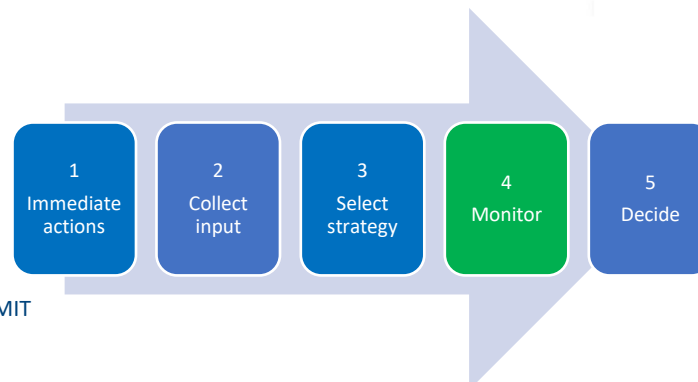 1
Immediate
actions
2
Collect
input
3
Select
strategy
4
Monitor
5
Decide
MIT